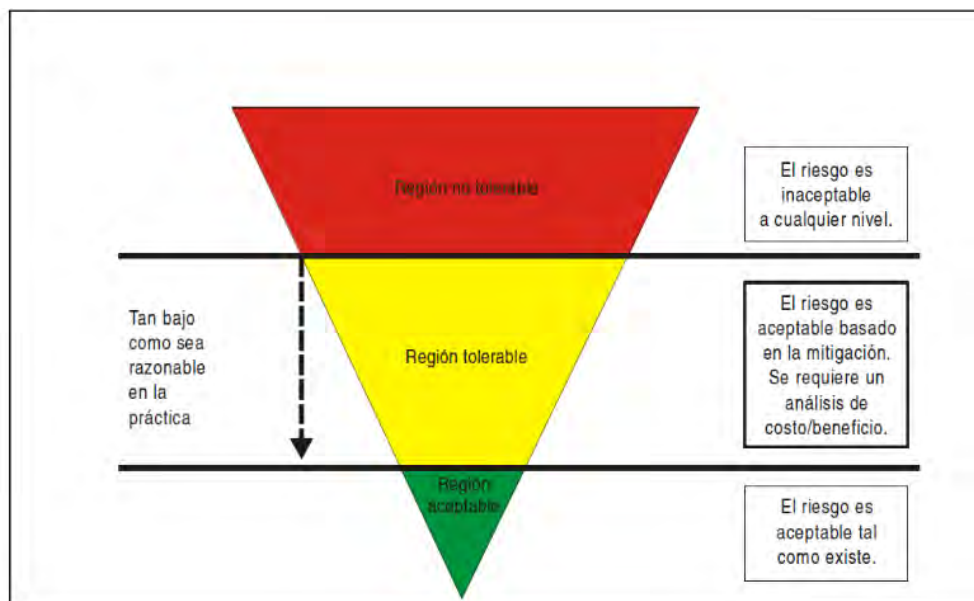 Región no tolerable
El riesgo es
inaceptable
a cualquier nivel.
Tan bajo
como sea
razonable
en la
práctica
Región tolerable
El riesgo es
aceptable basado
en la mitigación.
Se requiere un
análisis de
costo/beneficio.
Región
aceptable
El riesgo es
aceptable tal
como existe.